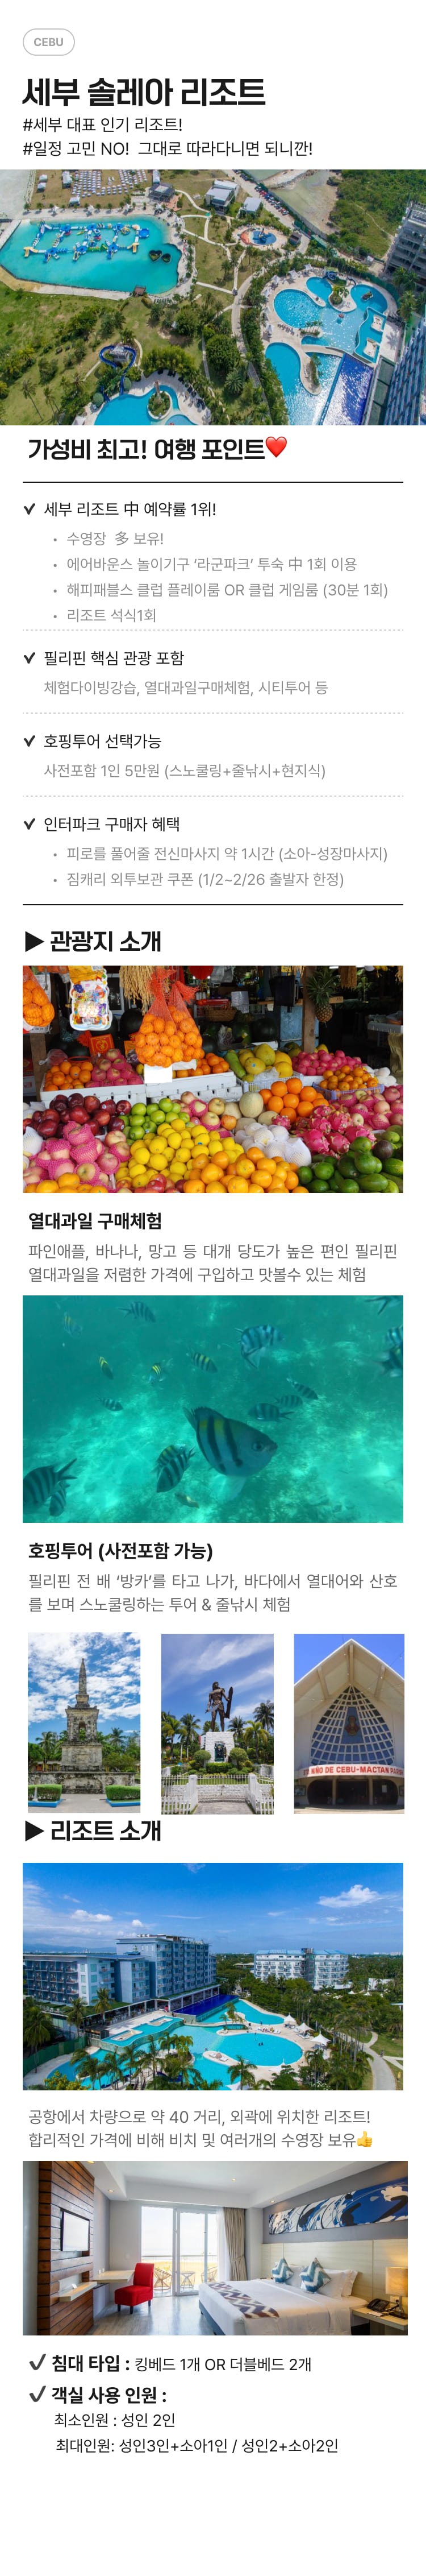 CEBU
세부 솔레아 리조트
#세부 대표 인기 리조트!
#일정 고민 NO! 그대로 따라다니면 되니깐!
가성비 최고! 여행 포인트❤️
✔ 세부 리조트 中 예약률 1위!
• 수영장 多 보유!
• 에어바운스 놀이기구 ‘라군파크’ 투숙 中 1회 이용
• 해피패블스 클럽 플레이룸 OR 클럽 게임룸 (30분 1회)
• 리조트 석식1회
✔ 필리핀 핵심 관광 포함
체험다이빙강습, 열대과일구매체험, 시티투어 등
✔ 호핑투어 선택가능
사전포함 1인 5만원 (스노쿨링+줄낚시+현지식)
✔ 인터파크 구매자 혜택
• 피로를 풀어줄 전신마사지 약 1시간 (소아-성장마사지)
• 짐캐리 외투보관 쿠폰 (1/2~2/26 출발자 한정)
▶ 관광지 소개
열대과일 구매체험
파인애플, 바나나, 망고 등 대개 당도가 높은 편인 필리핀
열대과일을 저렴한 가격에 구입하고 맛볼수 있는 체험
호핑투어 (사전포함 가능)
필리핀 전 배 ‘방카’를 타고 나가, 바다에서 열대어와 산호
를 보며 스노쿨링하는 투어 & 줄낚시 체험
NIÑO DE CEBU-MACTAN
▶ 리조트 소개
공항에서 차량으로 약 40 거리, 외곽에 위치한 리조트!
합리적인 가격에 비해 비치 및 여러개의 수영장 보유👍
✔ 침대 타입 : 킹베드 1개 OR 더블베드 2개
✔ 객실 사용 인원 :
최소인원 : 성인 2인
최대인원: 성인3인+소아1인 / 성인2+소아2인